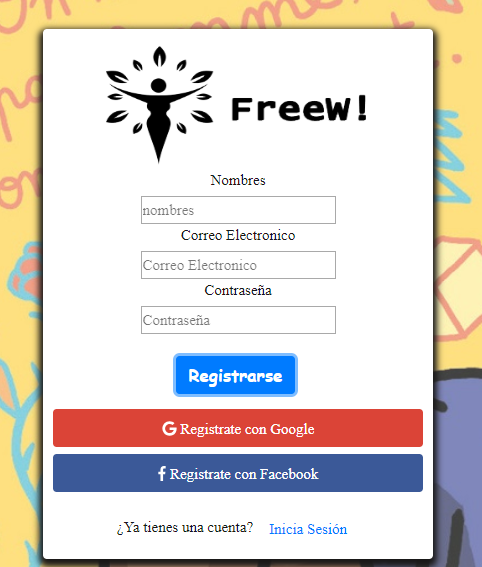 FreeW!
Nombres
nombres
Correo Electronico
Correo Electronico
Contraseña
Contraseña
Registrarse
G Registrate con Google
f Registrate con Facebook
¿Ya tienes una cuenta? Inicia Sesión